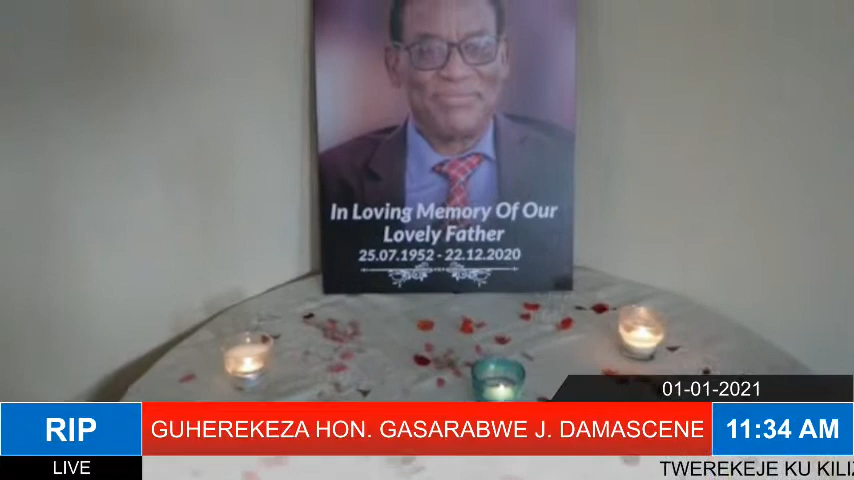 In Loving Memory Of Our
Lovely Father
25.07.1952 - 22.12.2020
01-01-2021
RIP
GUHEREKEZA HON. GASARABWE J. DAMASCENE
11:34 AM
LIVE
TWEREKEJE KU KILIZ